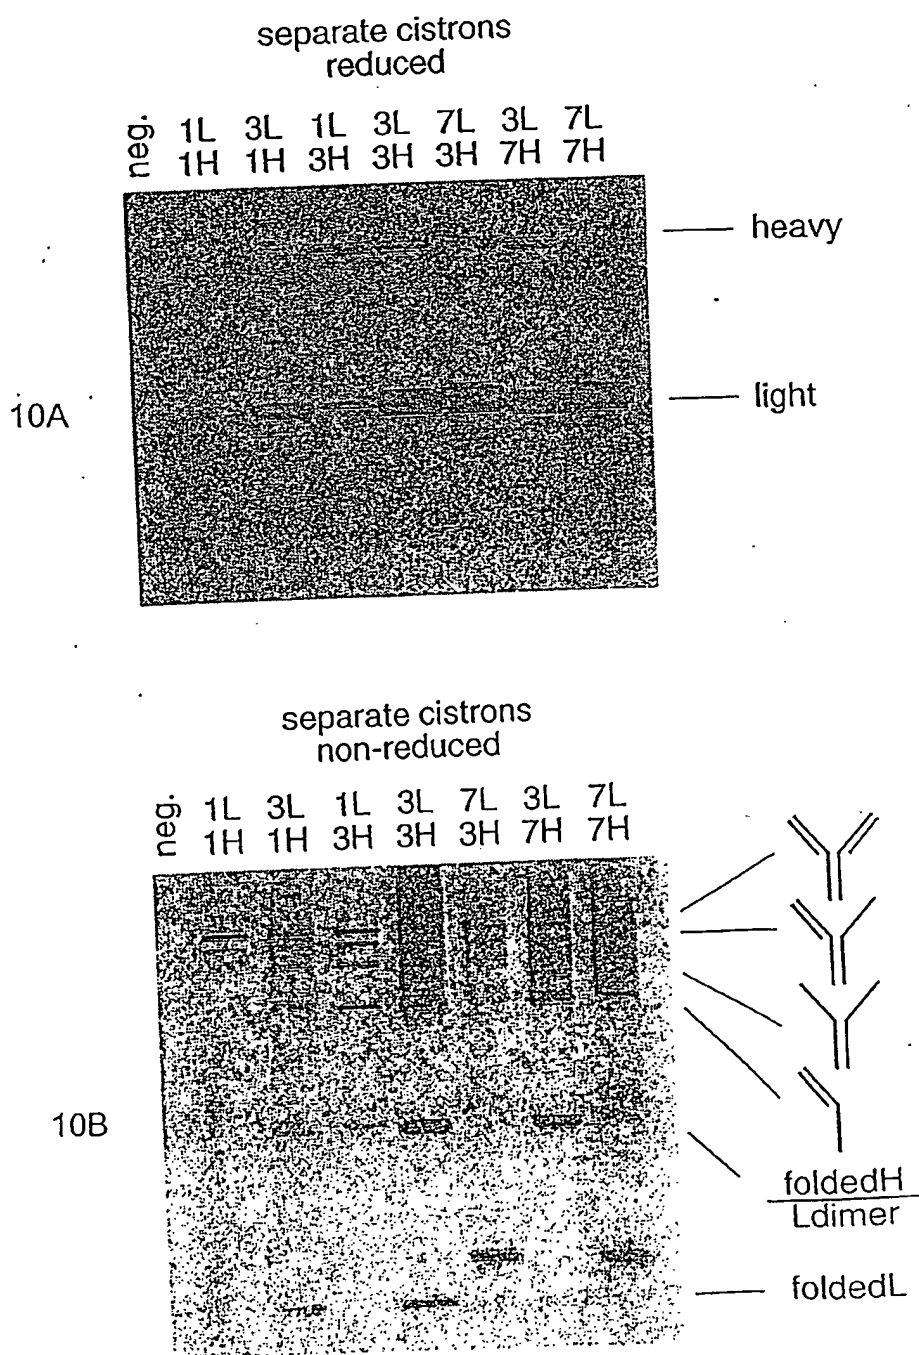 separate cistrons
reduced
neg. 1L 3L 1L 3L 7L 3L 7L
1H 1H 3H 3H 3H 7H 7H
heavy
light
10A
separate cistrons
non-reduced
neg. 1L 3L 1L 3L 7L 3L 7L
1H 1H 3H 3H 3H 7H 7H
10B
foldedH
Ldimer
foldedL